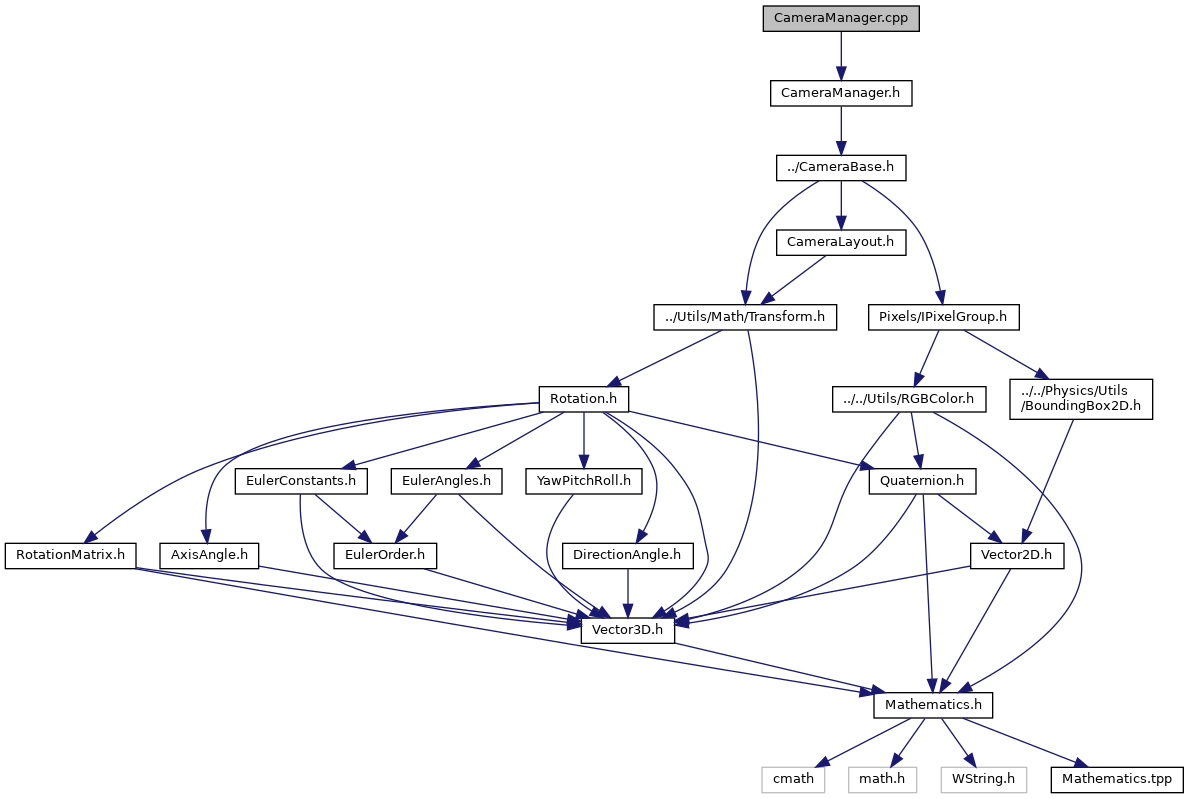 CameraManager.cpp
CameraManager.h
../CameraBase.h
CameraLayout.h
../Utils/Math/Transform.h
Pixels/IPixelGroup.h
Rotation.h
../../Utils/RGBColor.h
../../Physics/Utils
/BoundingBox2D.h
EulerConstants.h
EulerAngles.h
YawPitchRoll.h
Quaternion.h
RotationMatrix.h
AxisAngle.h
EulerOrder.h
DirectionAngle.h
Vector2D.h
Vector3D.h
Mathematics.h
cmath
math.h
WString.h
Mathematics.tpp